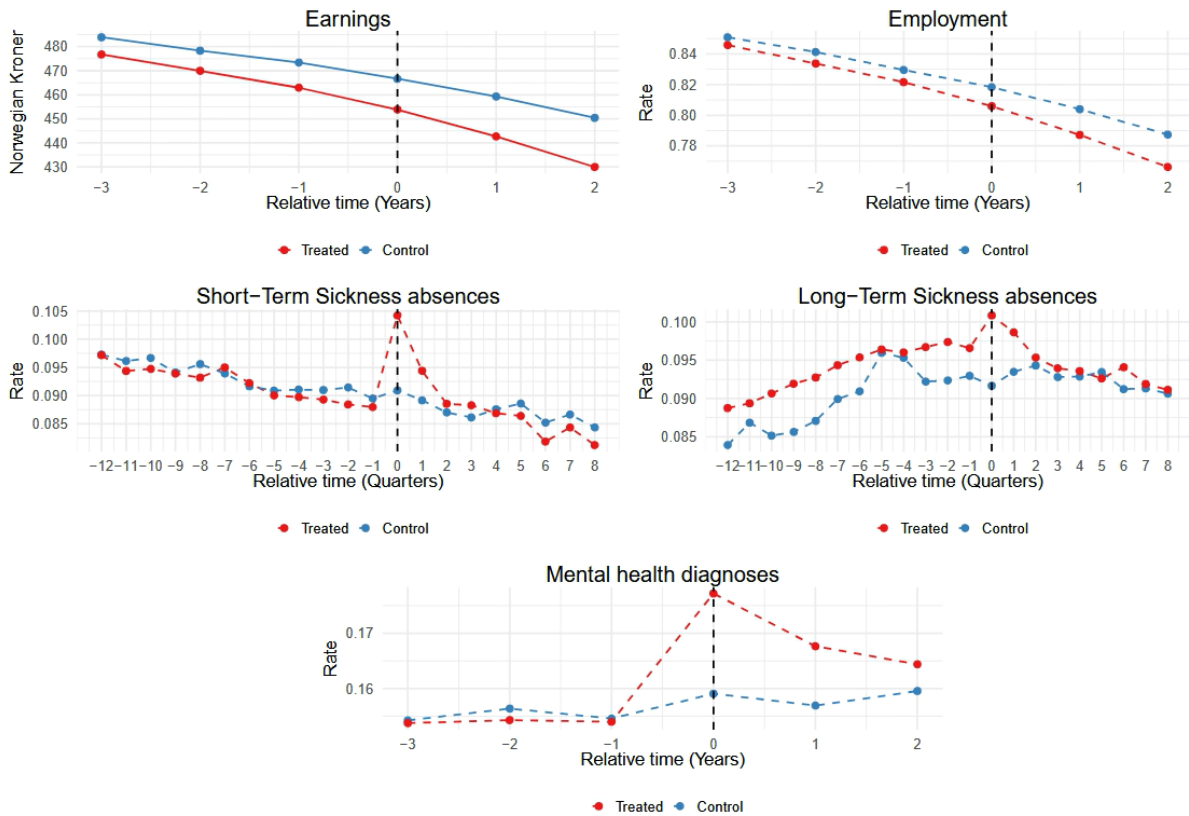 Earnings
Norwegian Kroner
480
470
460
450
440
430
−3 −2 −1 0 1 2
Relative time (Years)
Treated Control
Employment
Rate
0.84
0.82
0.80
0.78
−3 −2 −1 0 1 2
Relative time (Years)
Treated Control
Short−Term Sickness absences
Rate
0.105
0.100
0.095
0.090
0.085
−12 −11 −10 −9 −8 −7 −6 −5 −4 −3 −2 −1 0 1 2 3 4 5 6 7 8
Relative time (Quarters)
Treated Control
Long−Term Sickness absences
Rate
0.100
0.095
0.090
0.085
−12 −11 −10 −9 −8 −7 −6 −5 −4 −3 −2 −1 0 1 2 3 4 5 6 7 8
Relative time (Quarters)
Treated Control
Mental health diagnoses
Rate
0.17
0.16
−3 −2 −1 0 1 2
Relative time (Years)
Treated Control